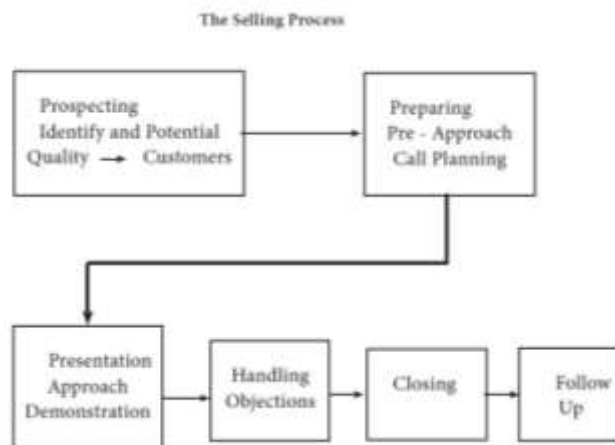 The Selling Process
Prospecting
Identify and Potential
Quality → Customers
Preparing
Pre - Approach
Call Planning
Presentation
Approach
Demonstration
Handling
Objections
Closing
Follow
Up